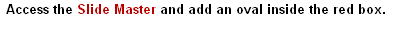 Access the Slide Master and add an oval inside the red box.